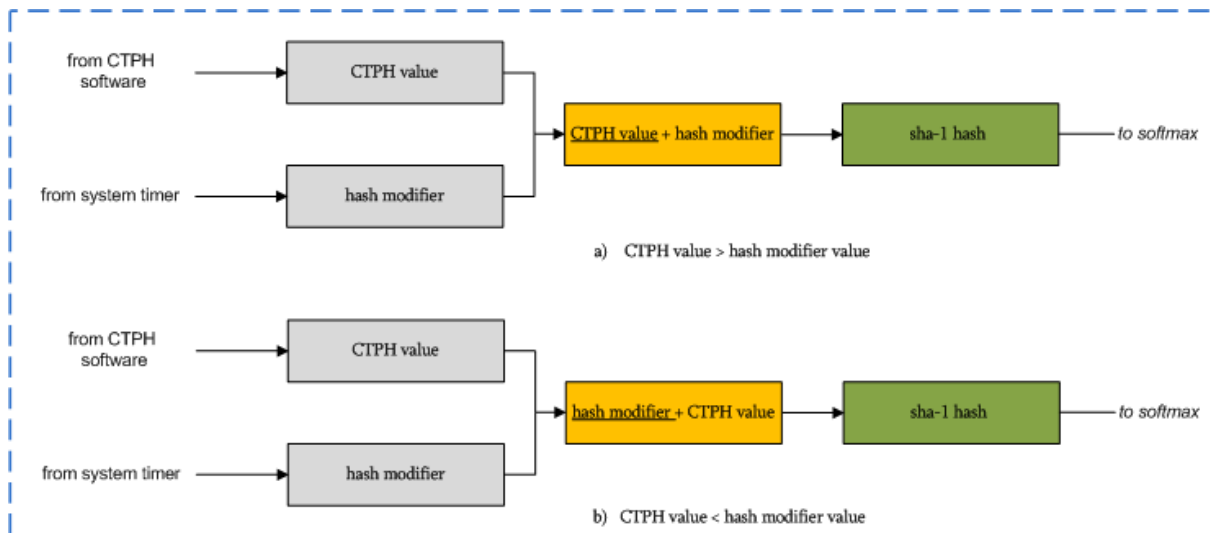 from CTPH
software
CTPH value
CTPH value + hash modifier
sha-1 hash
to softmax
from system timer
hash modifier
a) CTPH value > hash modifier value
from CTPH
software
CTPH value
hash modifier + CTPH value
sha-1 hash
to softmax
from system timer
hash modifier
b) CTPH value < hash modifier value